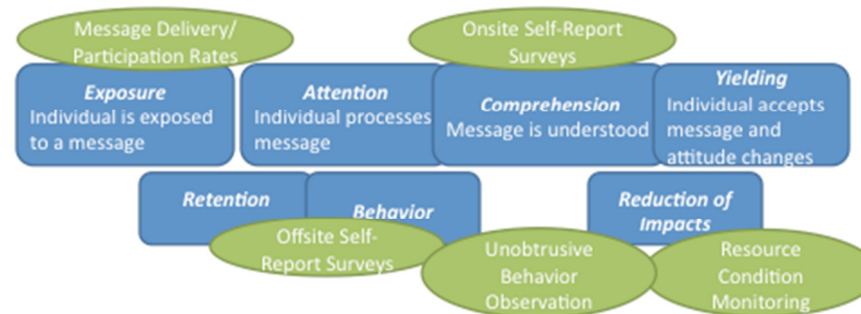 Message Delivery/
Participation Rates
Onsite Self-Report
Surveys
Exposure
Individual is exposed
to a message
Attention
Individual processes
message
Comprehension
Message is understood
Yielding
Individual accepts
message and
attitude changes
Retention
Behavior
Reduction of
Impacts
Offsite Self-
Report Surveys
Unobtrusive
Behavior
Observation
Resource
Condition
Monitoring